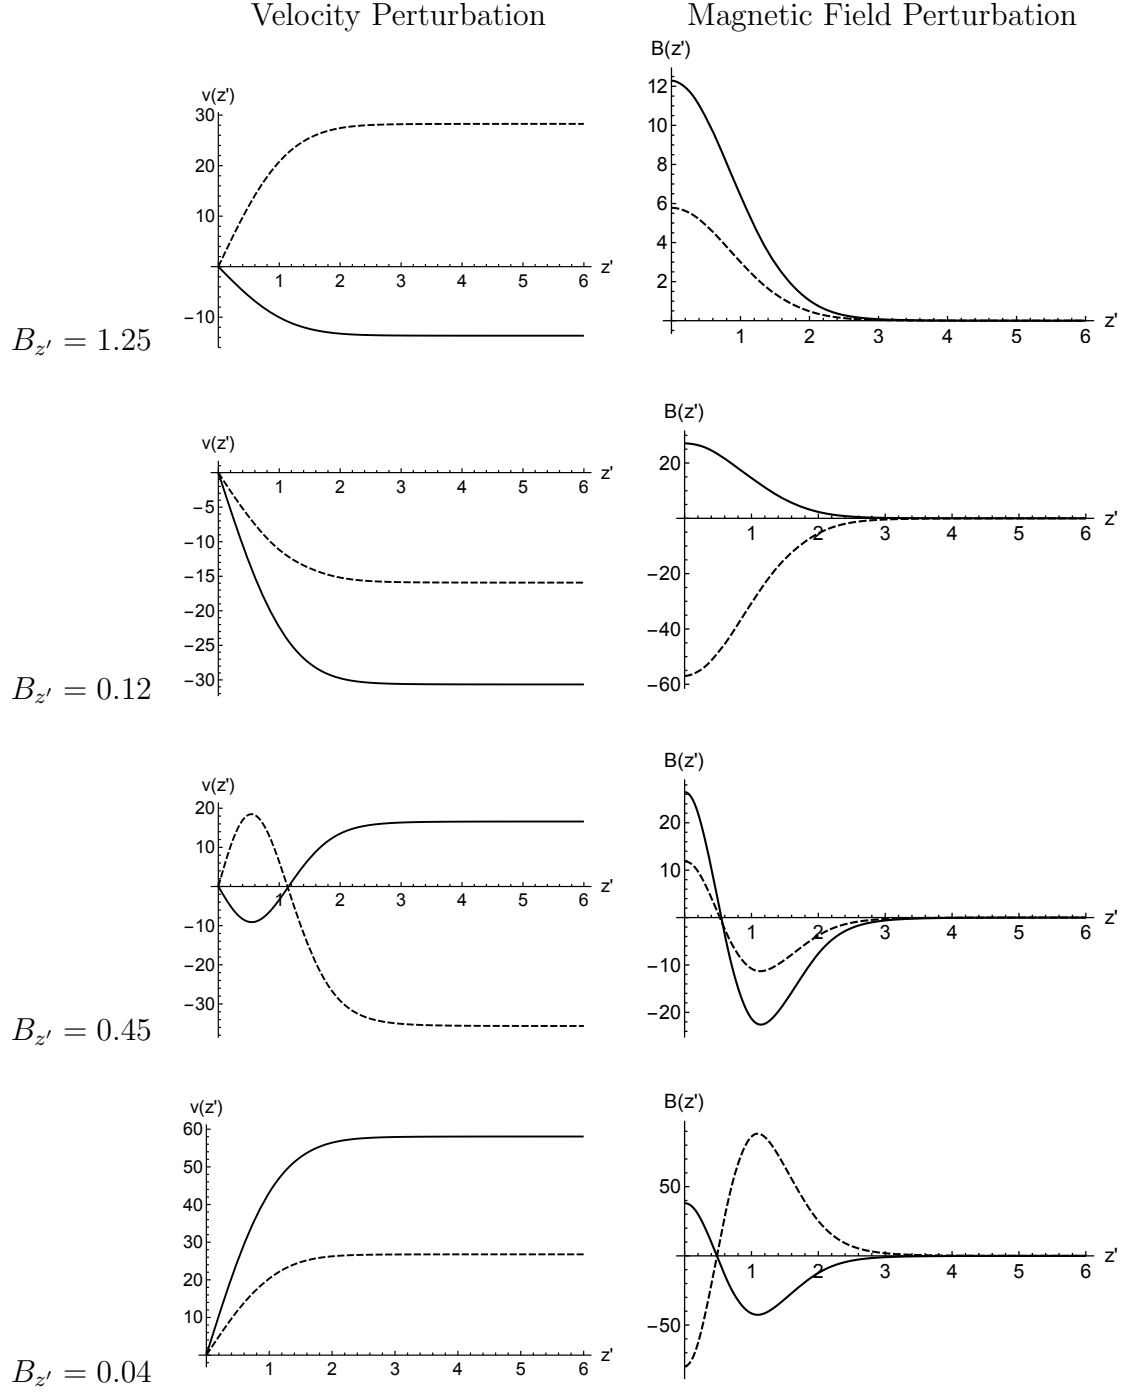 Velocity Perturbation Magnetic Field Perturbation
v(z') B(z')
30
20
10
−10
1 2 3 4 5 6 z'
12
10
8
6
4
2
1 2 3 4 5 6 z'
B_{z'} = 1.25
v(z') B(z')
1 2 3 4 5 6 z'
−5
−10
−15
−20
−25
−30
20
−20
−40
−60
1 2 3 4 5 6 z'
B_{z'} = 0.12
v(z') B(z')
20
10
−10
−20
−30
1 2 3 4 5 6 z'
20
10
−10
−20
1 2 3 4 5 6 z'
B_{z'} = 0.45
v(z') B(z')
60
50
40
30
20
10
1 2 3 4 5 6 z'
50
−50
1 2 3 4 5 6 z'
B_{z'} = 0.04